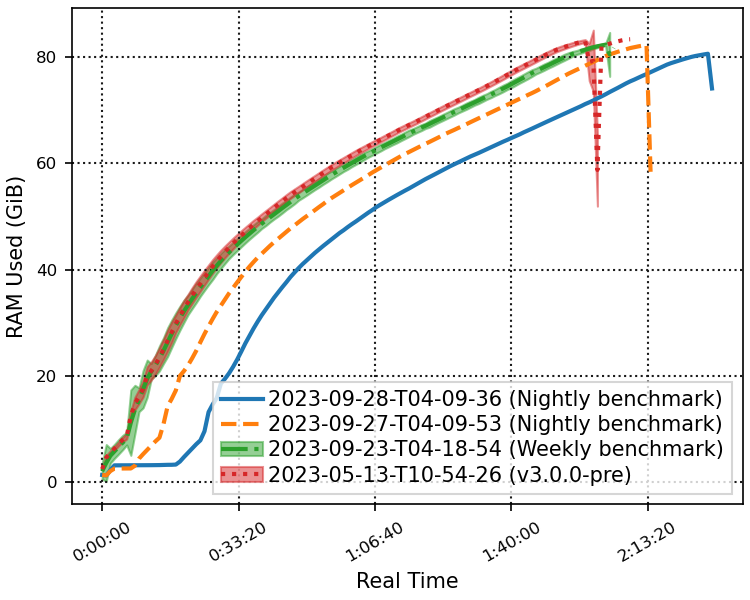 80
60
40
20
0
RAM Used (GiB)
2023-09-28-T04-09-36 (Nightly benchmark)
2023-09-27-T04-09-53 (Nightly benchmark)
2023-09-23-T04-18-54 (Weekly benchmark)
2023-05-13-T10-54-26 (v3.0.0-pre)
0:00:00
0:33:20
1:06:40
1:40:00
2:13:20
Real Time